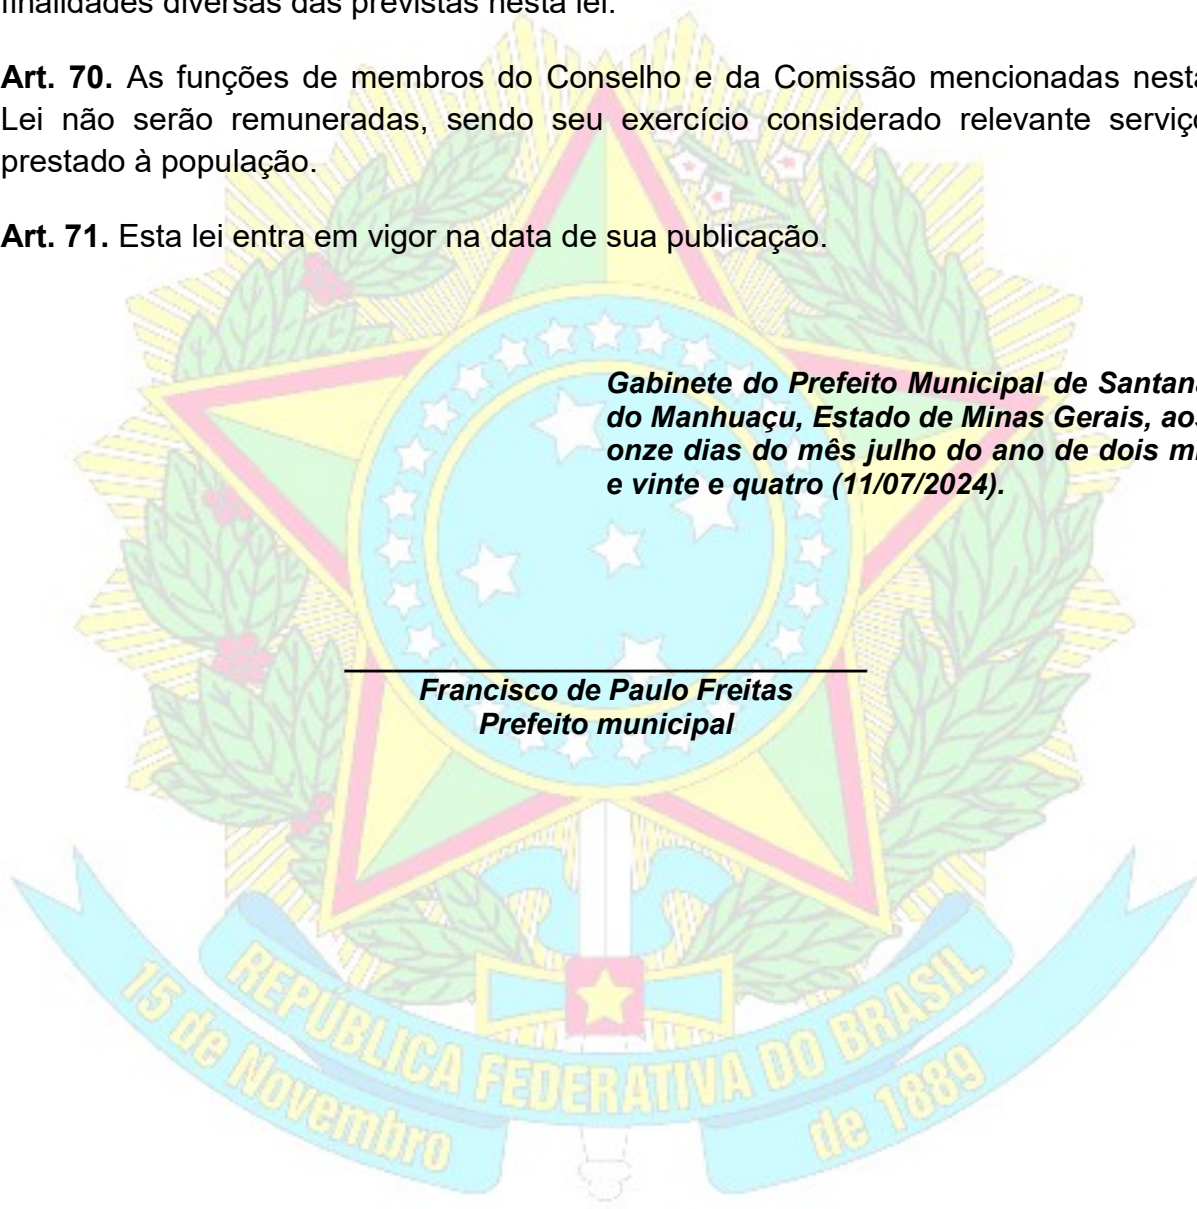 finalidades diversas das previstas nesta lei.
Art. 70. As funções de membros do Conselho e da Comissão mencionadas nesta
Lei não serão remuneradas, sendo seu exercício considerado relevante serviço
prestado à população.
Art. 71. Esta lei entra em vigor na data de sua publicação.
Gabinete do Prefeito Municipal de Santana
do Manhuaçu, Estado de Minas Gerais, aos
onze dias do mês julho do ano de dois mi
e vinte e quatro (11/07/2024).
Francisco de Paulo Freitas
Prefeito municipal
REPÚBLICA FEDERATIVA DO BRASIL
15 de Novembro de 1889